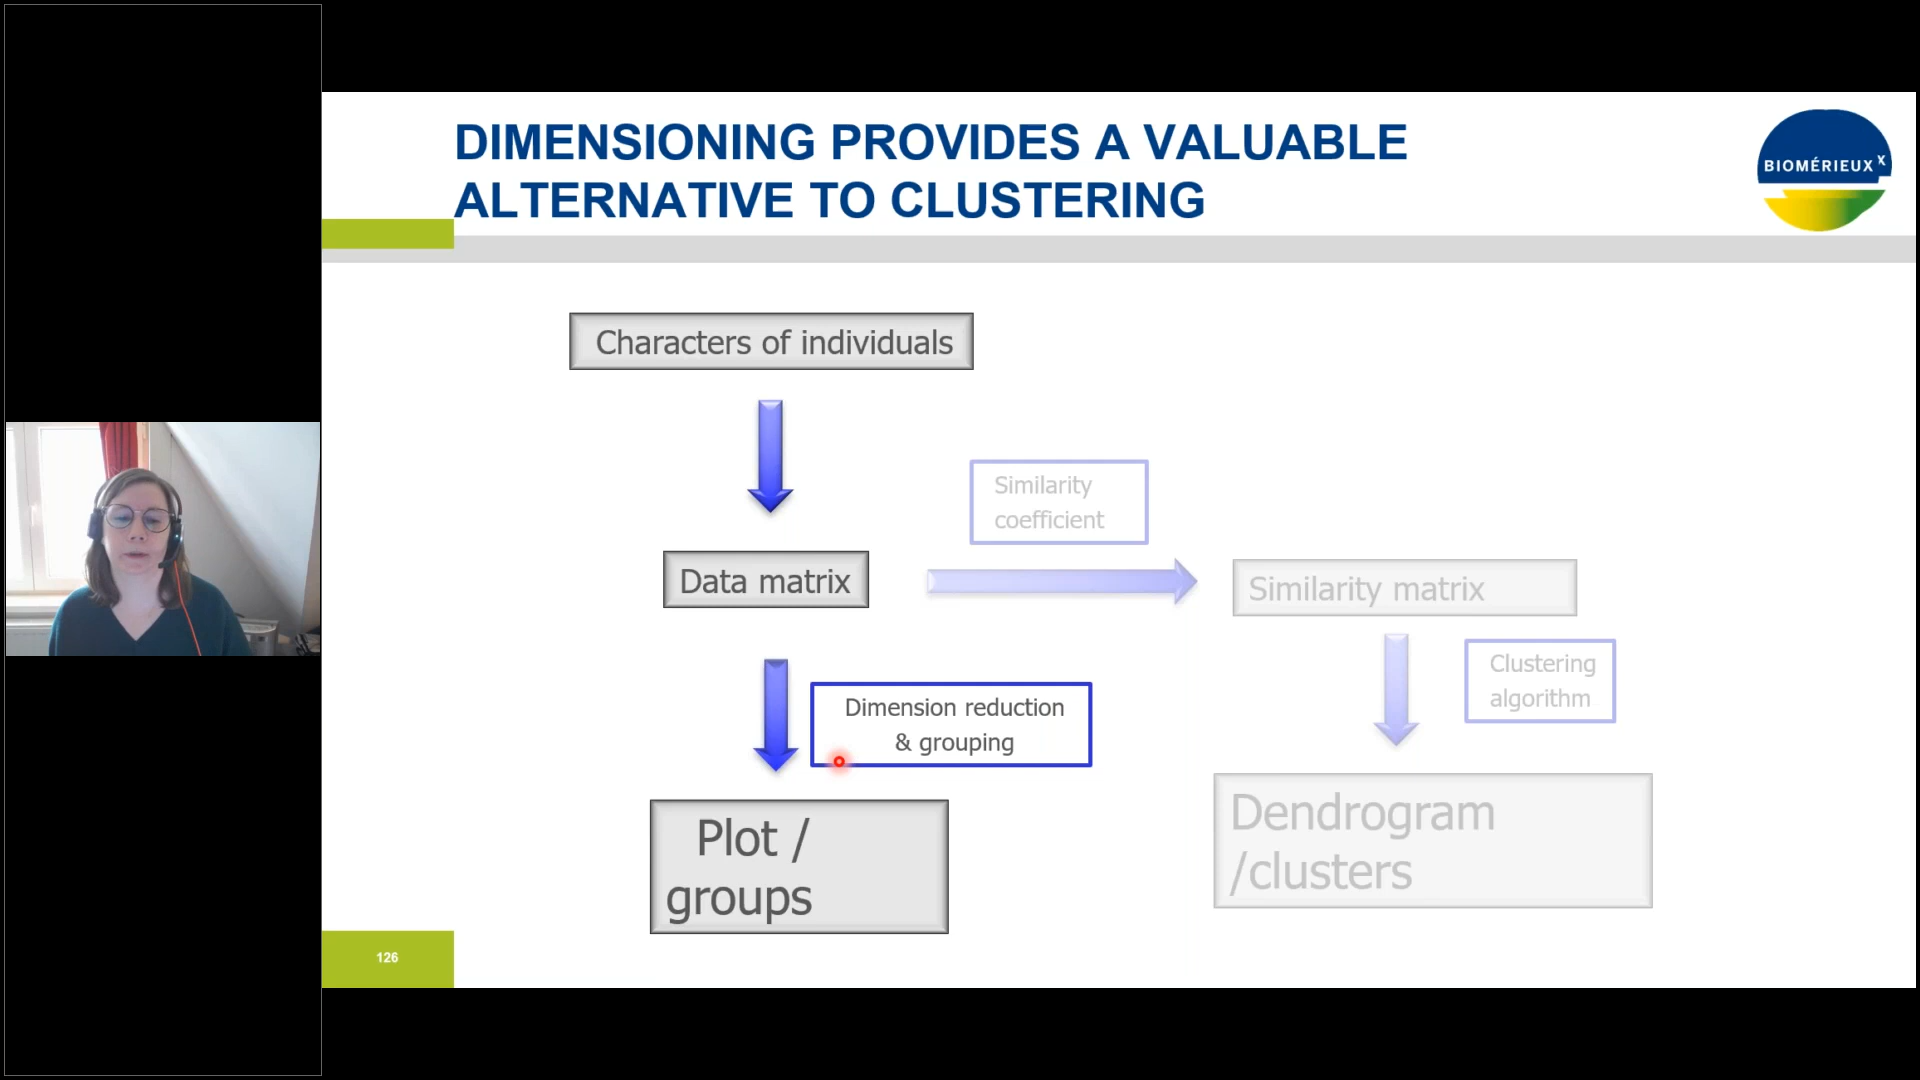 DIMENSIONING PROVIDES A VALUABLE
ALTERNATIVE TO CLUSTERING
BIOMÉRIEUX
Characters of individuals
Similarity
coefficient
Data matrix
Similarity matrix
Clustering
algorithm
Dimension reduction
& grouping
Plot /
groups
Dendrogram
/clusters
126